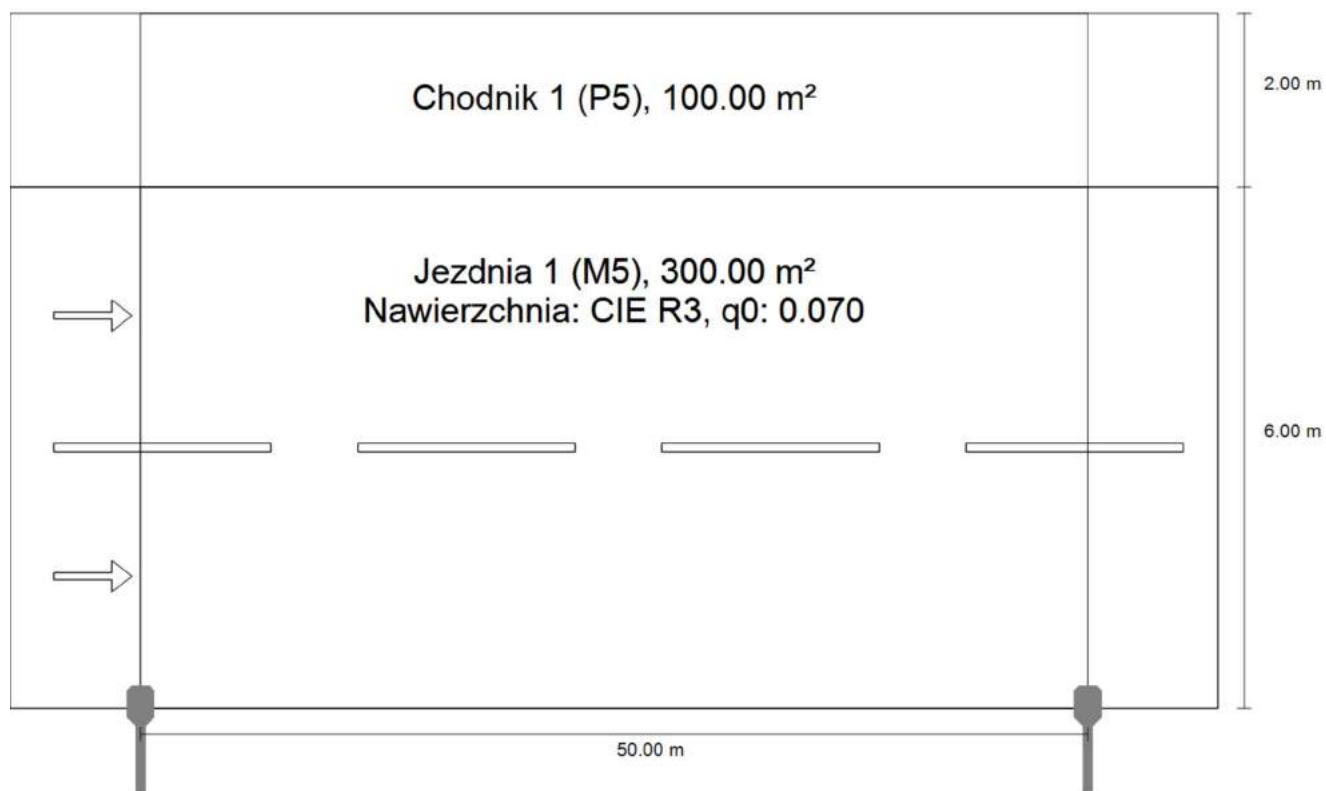 Chodnik 1 (P5), 100.00 m²
2.00 m
Jezdnia 1 (M5), 300.00 m²
Nawierzchnia: CIE R3, q0: 0.070
6.00 m
50.00 m